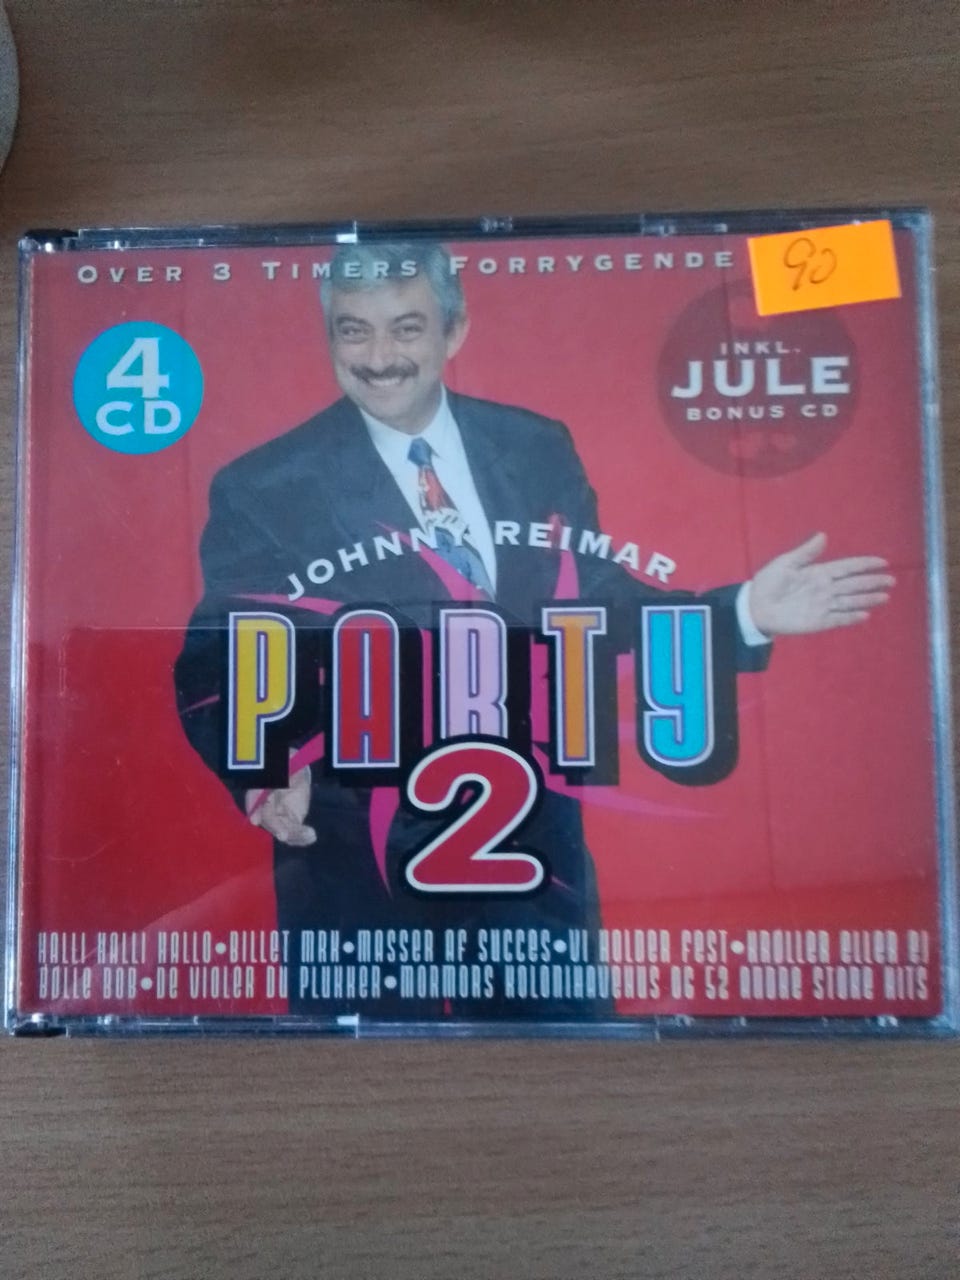 OVER 3 TIMERS FORRYGENDE
90
4
CD
INKL.
JULE
BONUS CD
JOHNNY REIMAR
PARTY
2
HALLI HALLI HALLO•BILLET MRK•MASSER AF SUCCES•VI HOLDER FEST•KRØLLER ELLER EJ
BOLLE BOB•DE VIOLER DU PLUKKER•MORMORS KOLONIHAVEHUS OG 52 ANDRE STORE HITS